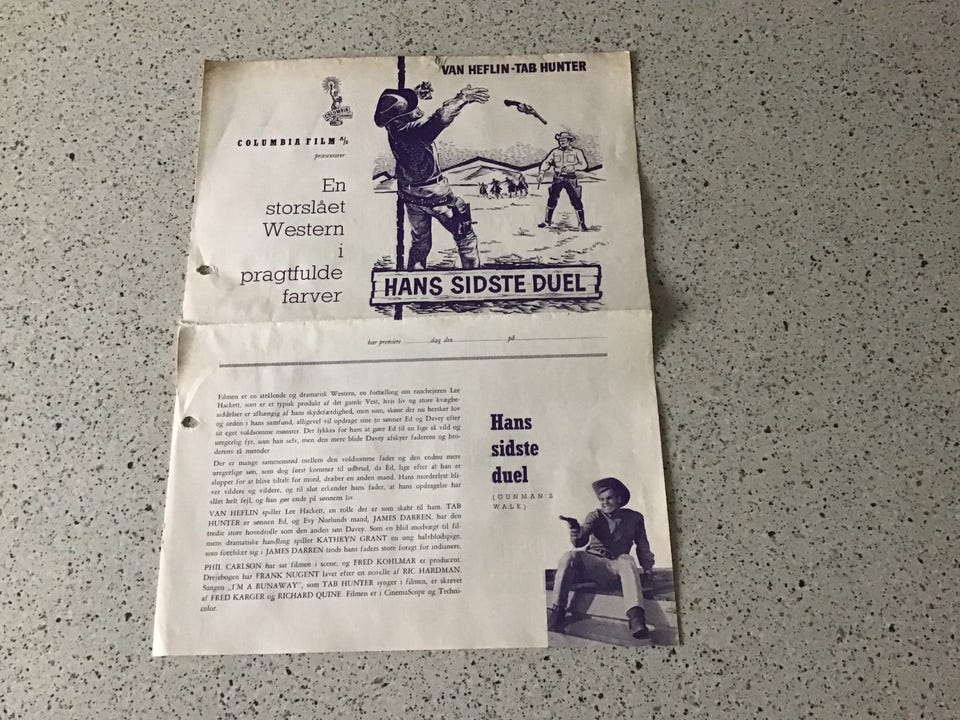 VAN HEFLIN - TAB HUNTER
COLUMBIA
COLUMBIA FILM A/S
præsenterer:
En
storslået
Western
i
pragtfulde
farver
HANS SIDSTE DUEL
har premiere dag den på
Filmen er en strålende og dramatisk Western, en fortælling om ranchejeren Lee
Hackett, som er et typisk produkt af det gamle Vest, hvis liv og store kvægbe-
siddelser er afhængig af hans skydefærdighed, men som, skønt der nu hersker lov
og orden i hans samfund, alligevel vil opdrage sine to sønner Ed og Davey efter
sit eget voldsomme mønster. Det lykkes for hans at gøre Ed til en lige så vild og
uregerlig fyr, som han selv, men den mere blide Davey afskyer faderens og bro-
derens rå metoder
Der er mange sammenstød mellem den voldsomme fader og den endnu mere
uregerlige søn, som dog først kommer til udbrud, da Ed, lige efter at han er
sluppet for at blive tiltalt for mord, dræber en anden mand. Hans morderlyst bli-
ver vildere og vildere, og til slut erkender hans fader, at hans opdragelse har
slået helt fejl, og han gør ende på sønnens liv.
VAN HEFLIN spiller Lee Hackett, en rolle der er som skabt til ham. TAB
HUNTER er sønnen Ed, og Evy Norlunds mand, JAMES DARREN, har den
tredie store hovedrolle som den anden søn Davey. Som en blid modvægt til fil-
mens dramatiske handling spiller KATHRYN GRANT en ung halvblodspige,
som forelsker sig i JAMES DARREN trods hans faders store foragt for indianere.
PHIL CARLSON har sat filmen i scene, og FRED KOHLMAR er producent.
Drejebogen har FRANK NUGENT lavet efter en novelle af RIC HARDMAN.
Sangen „I'M A RUNAWAY", som TAB HUNTER synger i filmen, er skrevet
af FRED KARGER og RICHARD QUINE. Filmen er i CinemaScope og Techni-
color.
Hans
sidste
duel
(GUNMAN'S
WALK)